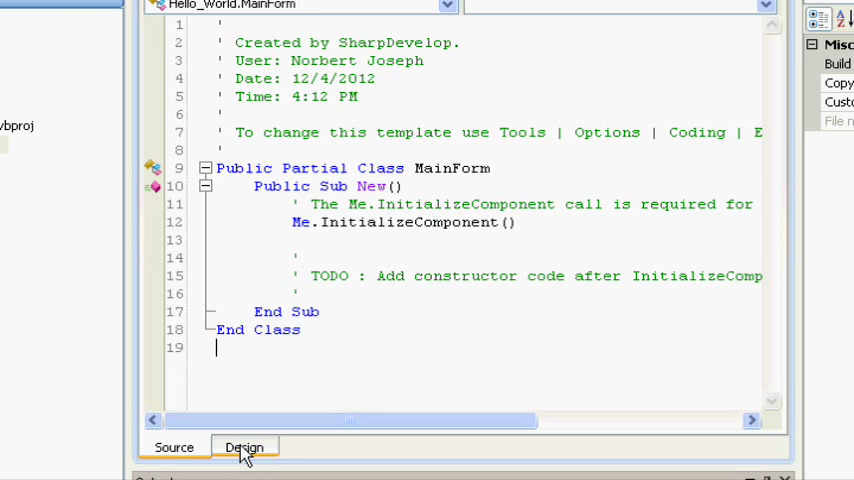 Hello_World.MainForm
1 '
2 ' Created by SharpDevelop.
3 ' User: Norbert Joseph
4 ' Date: 12/4/2012
5 ' Time: 4:12 PM
6 '
7 ' To change this template use Tools | Options | Coding | E
8 '
9 Public Partial Class MainForm
10 Public Sub New()
11 ' The Me.InitializeComponent call is required for
12 Me.InitializeComponent()
13
14 '
15 ' TODO : Add constructor code after InitializeComp
16 '
17 End Sub
18 End Class
19
Source Design
vbproj
Misc
Build
Copy
Custo
File n